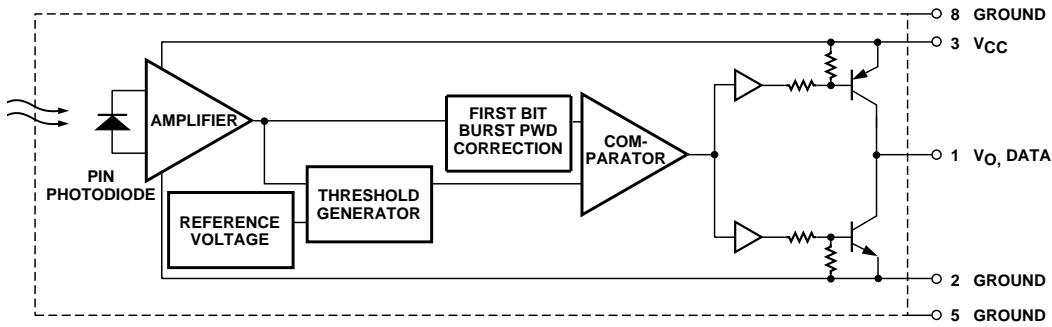 8 GROUND
3 VCC
AMPLIFIER
PIN
PHOTODIODE
REFERENCE
VOLTAGE
THRESHOLD
GENERATOR
FIRST BIT
BURST PWD
CORRECTION
COM-
PARATOR
1 VO, DATA
2 GROUND
5 GROUND